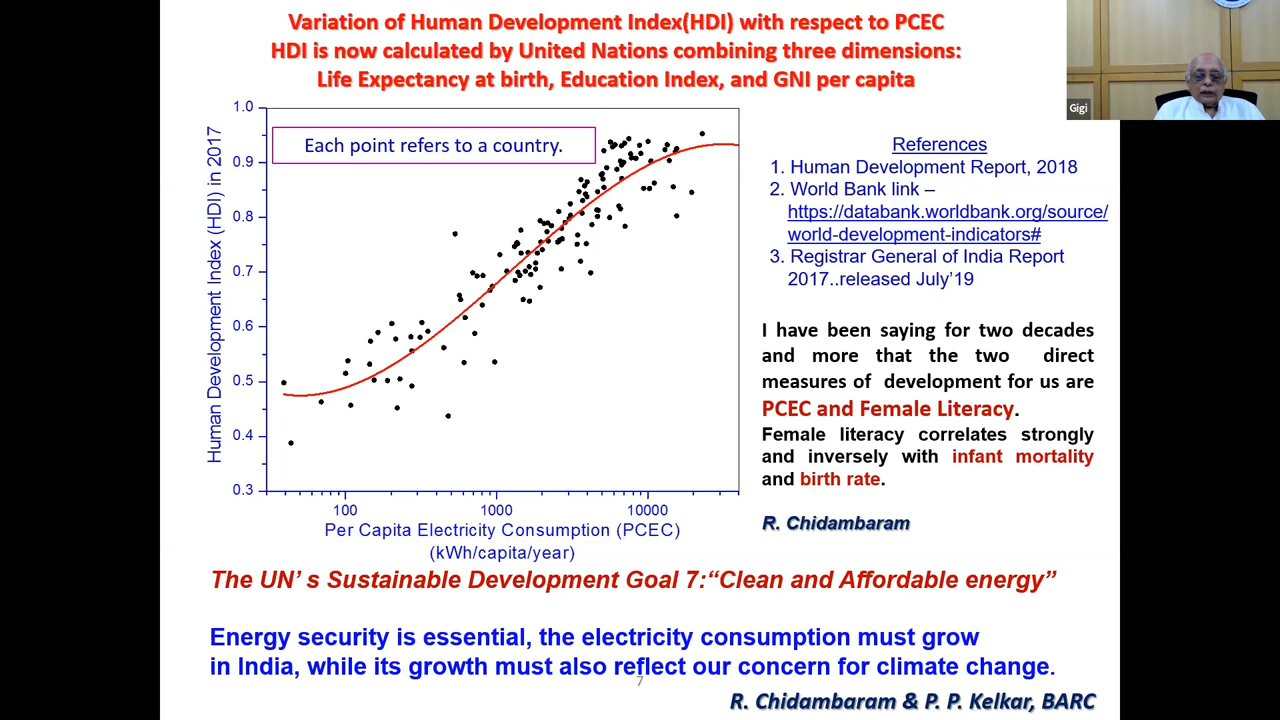 Variation of Human Development Index(HDI) with respect to PCEC
HDI is now calculated by United Nations combining three dimensions:
Life Expectancy at birth, Education Index, and GNI per capita
Gigi
Each point refers to a country.
Human Development Index (HDI) in 2017
1.0
0.9
0.8
0.7
0.6
0.5
0.4
0.3
100 1000 10000
Per Capita Electricity Consumption (PCEC)
(kWh/capita/year)
References
1. Human Development Report, 2018
2. World Bank link –
https://databank.worldbank.org/source/
world-development-indicators#
3. Registrar General of India Report
2017..released July'19
I have been saying for two decades
and more that the two direct
measures of development for us are
PCEC and Female Literacy.
Female literacy correlates strongly
and inversely with infant mortality
and birth rate.
R. Chidambaram
The UN' s Sustainable Development Goal 7:“Clean and Affordable energy”
Energy security is essential, the electricity consumption must grow
in India, while its growth must also reflect our concern for climate change.
7
R. Chidambaram & P. P. Kelkar, BARC